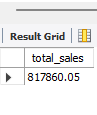 Result Grid
total_sales
817860.05